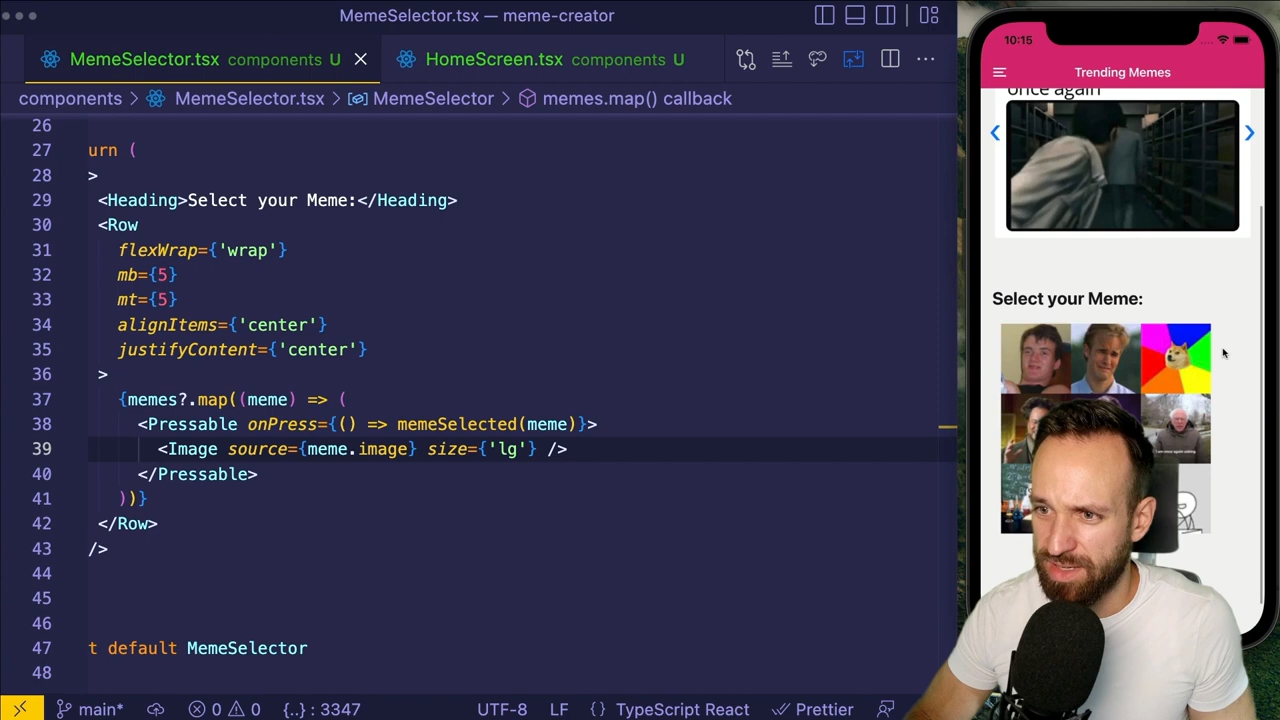 MemeSelector.tsx — meme-creator
MemeSelector.tsx components U
HomeScreen.tsx components U
components > MemeSelector.tsx > MemeSelector > memes.map() callback
26
27 urn (
28 >
29 <Heading>Select your Meme:</Heading>
30 <Row
31 flexWrap={'wrap'}
32 mb={5}
33 mt={5}
34 alignItems={'center'}
35 justifyContent={'center'}
36 >
37 {memes?.map((meme) => (
38 <Pressable onPress={() => memeSelected(meme)}>
39 <Image source={meme.image} size={'lg'} />
40 </Pressable>
41 ))}
42 </Row>
43 />
44
45
46
47 t default MemeSelector
48
main* 0 0 {..} : 3347 UTF-8 LF {} TypeScript React Prettier
10:15
Trending Memes
once again
Select your Meme: